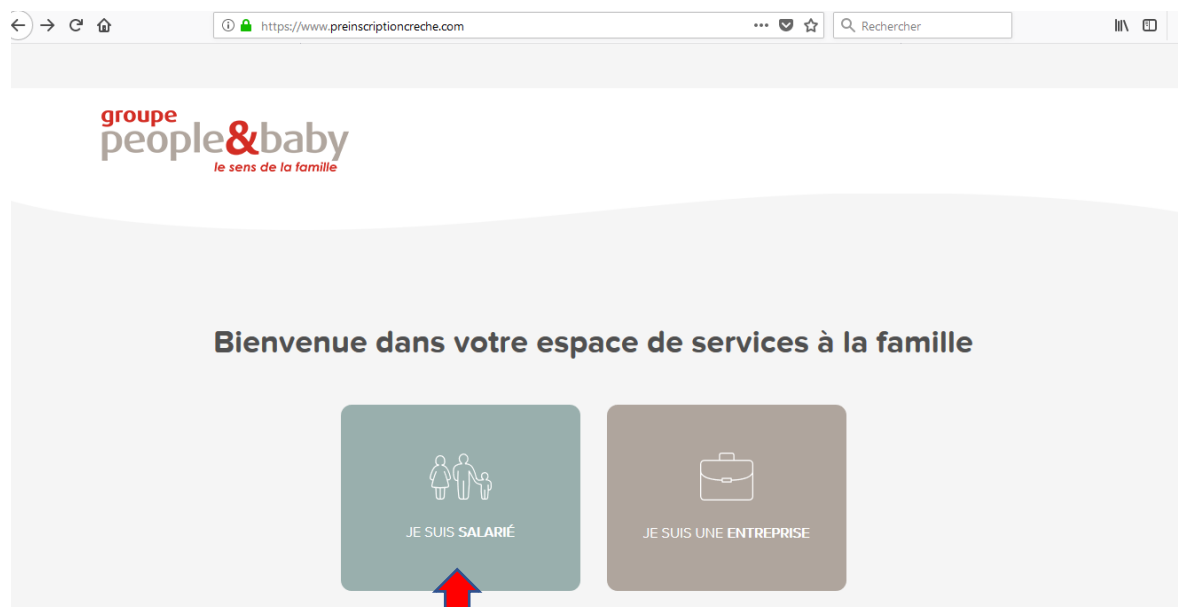 https://www.preinscriptioncreche.com
Rechercher
groupe
people&baby
le sens de la famille
Bienvenue dans votre espace de services à la famille
JE SUIS SALARIÉ
JE SUIS UNE ENTREPRISE